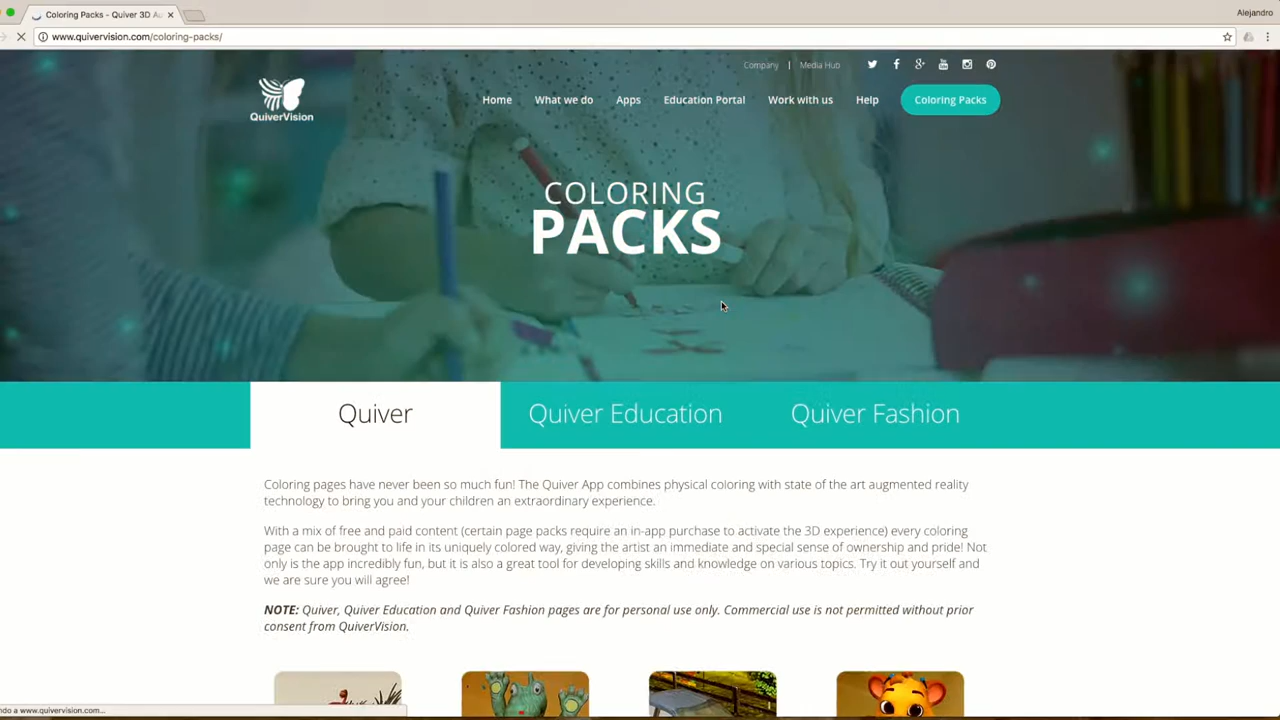 Coloring Packs - Quiver 3D Au
Alejandro
www.quivervision.com/coloring-packs/
Company | Media Hub
QuiverVision
Home What we do Apps Education Portal Work with us Help Coloring Packs
COLORING
PACKS
Quiver Quiver Education Quiver Fashion
Coloring pages have never been so much fun! The Quiver App combines physical coloring with state of the art augmented reality
technology to bring you and your children an extraordinary experience.
With a mix of free and paid content (certain page packs require an in-app purchase to activate the 3D experience) every coloring
page can be brought to life in its uniquely colored way, giving the artist an immediate and special sense of ownership and pride! Not
only is the app incredibly fun, but it is also a great tool for developing skills and knowledge on various topics. Try it out yourself and
we are sure you will agree!
NOTE: Quiver, Quiver Education and Quiver Fashion pages are for personal use only. Commercial use is not permitted without prior
consent from QuiverVision.
ndo a www.quivervision.com...